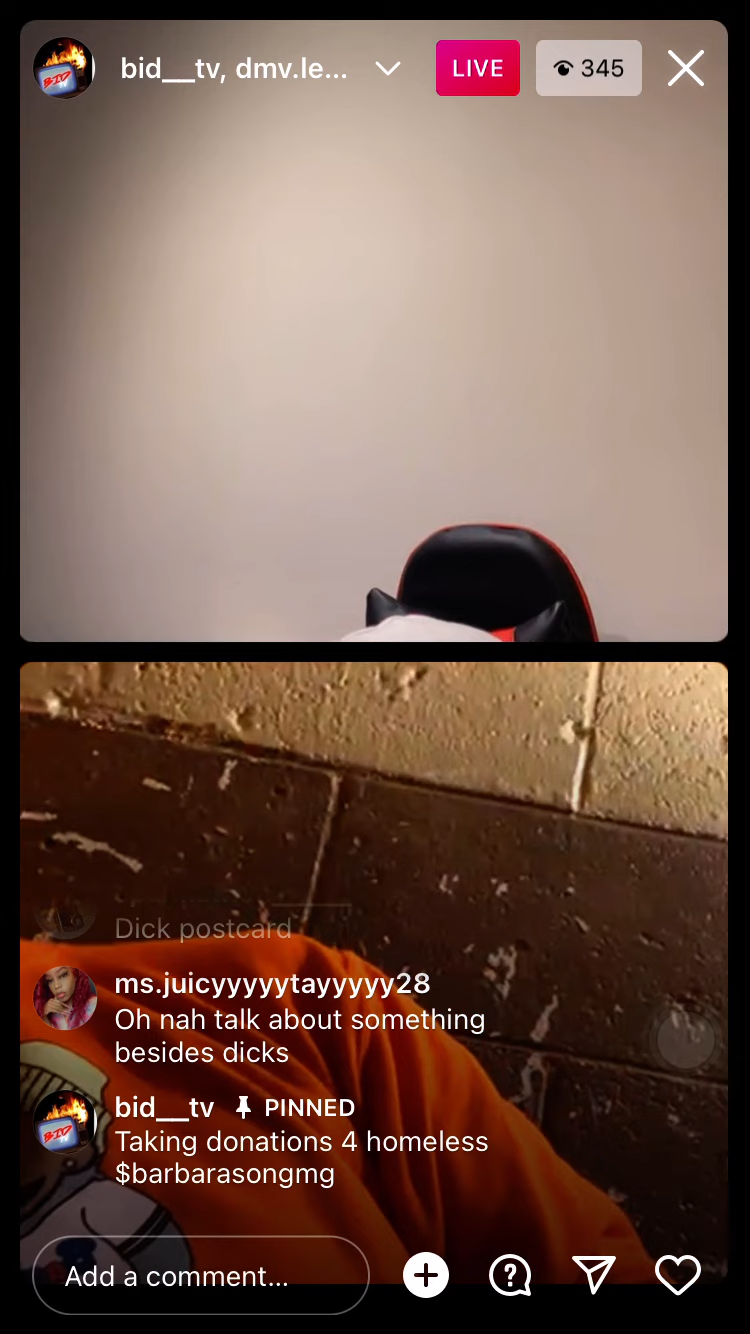 bid__tv, dmv.le...
LIVE
345
Dick postcard
ms.juicyyyyytayyyyy28
Oh nah talk about something
besides dicks
bid__tv PINNED
Taking donations 4 homeless
$barbarasongmg
Add a comment...